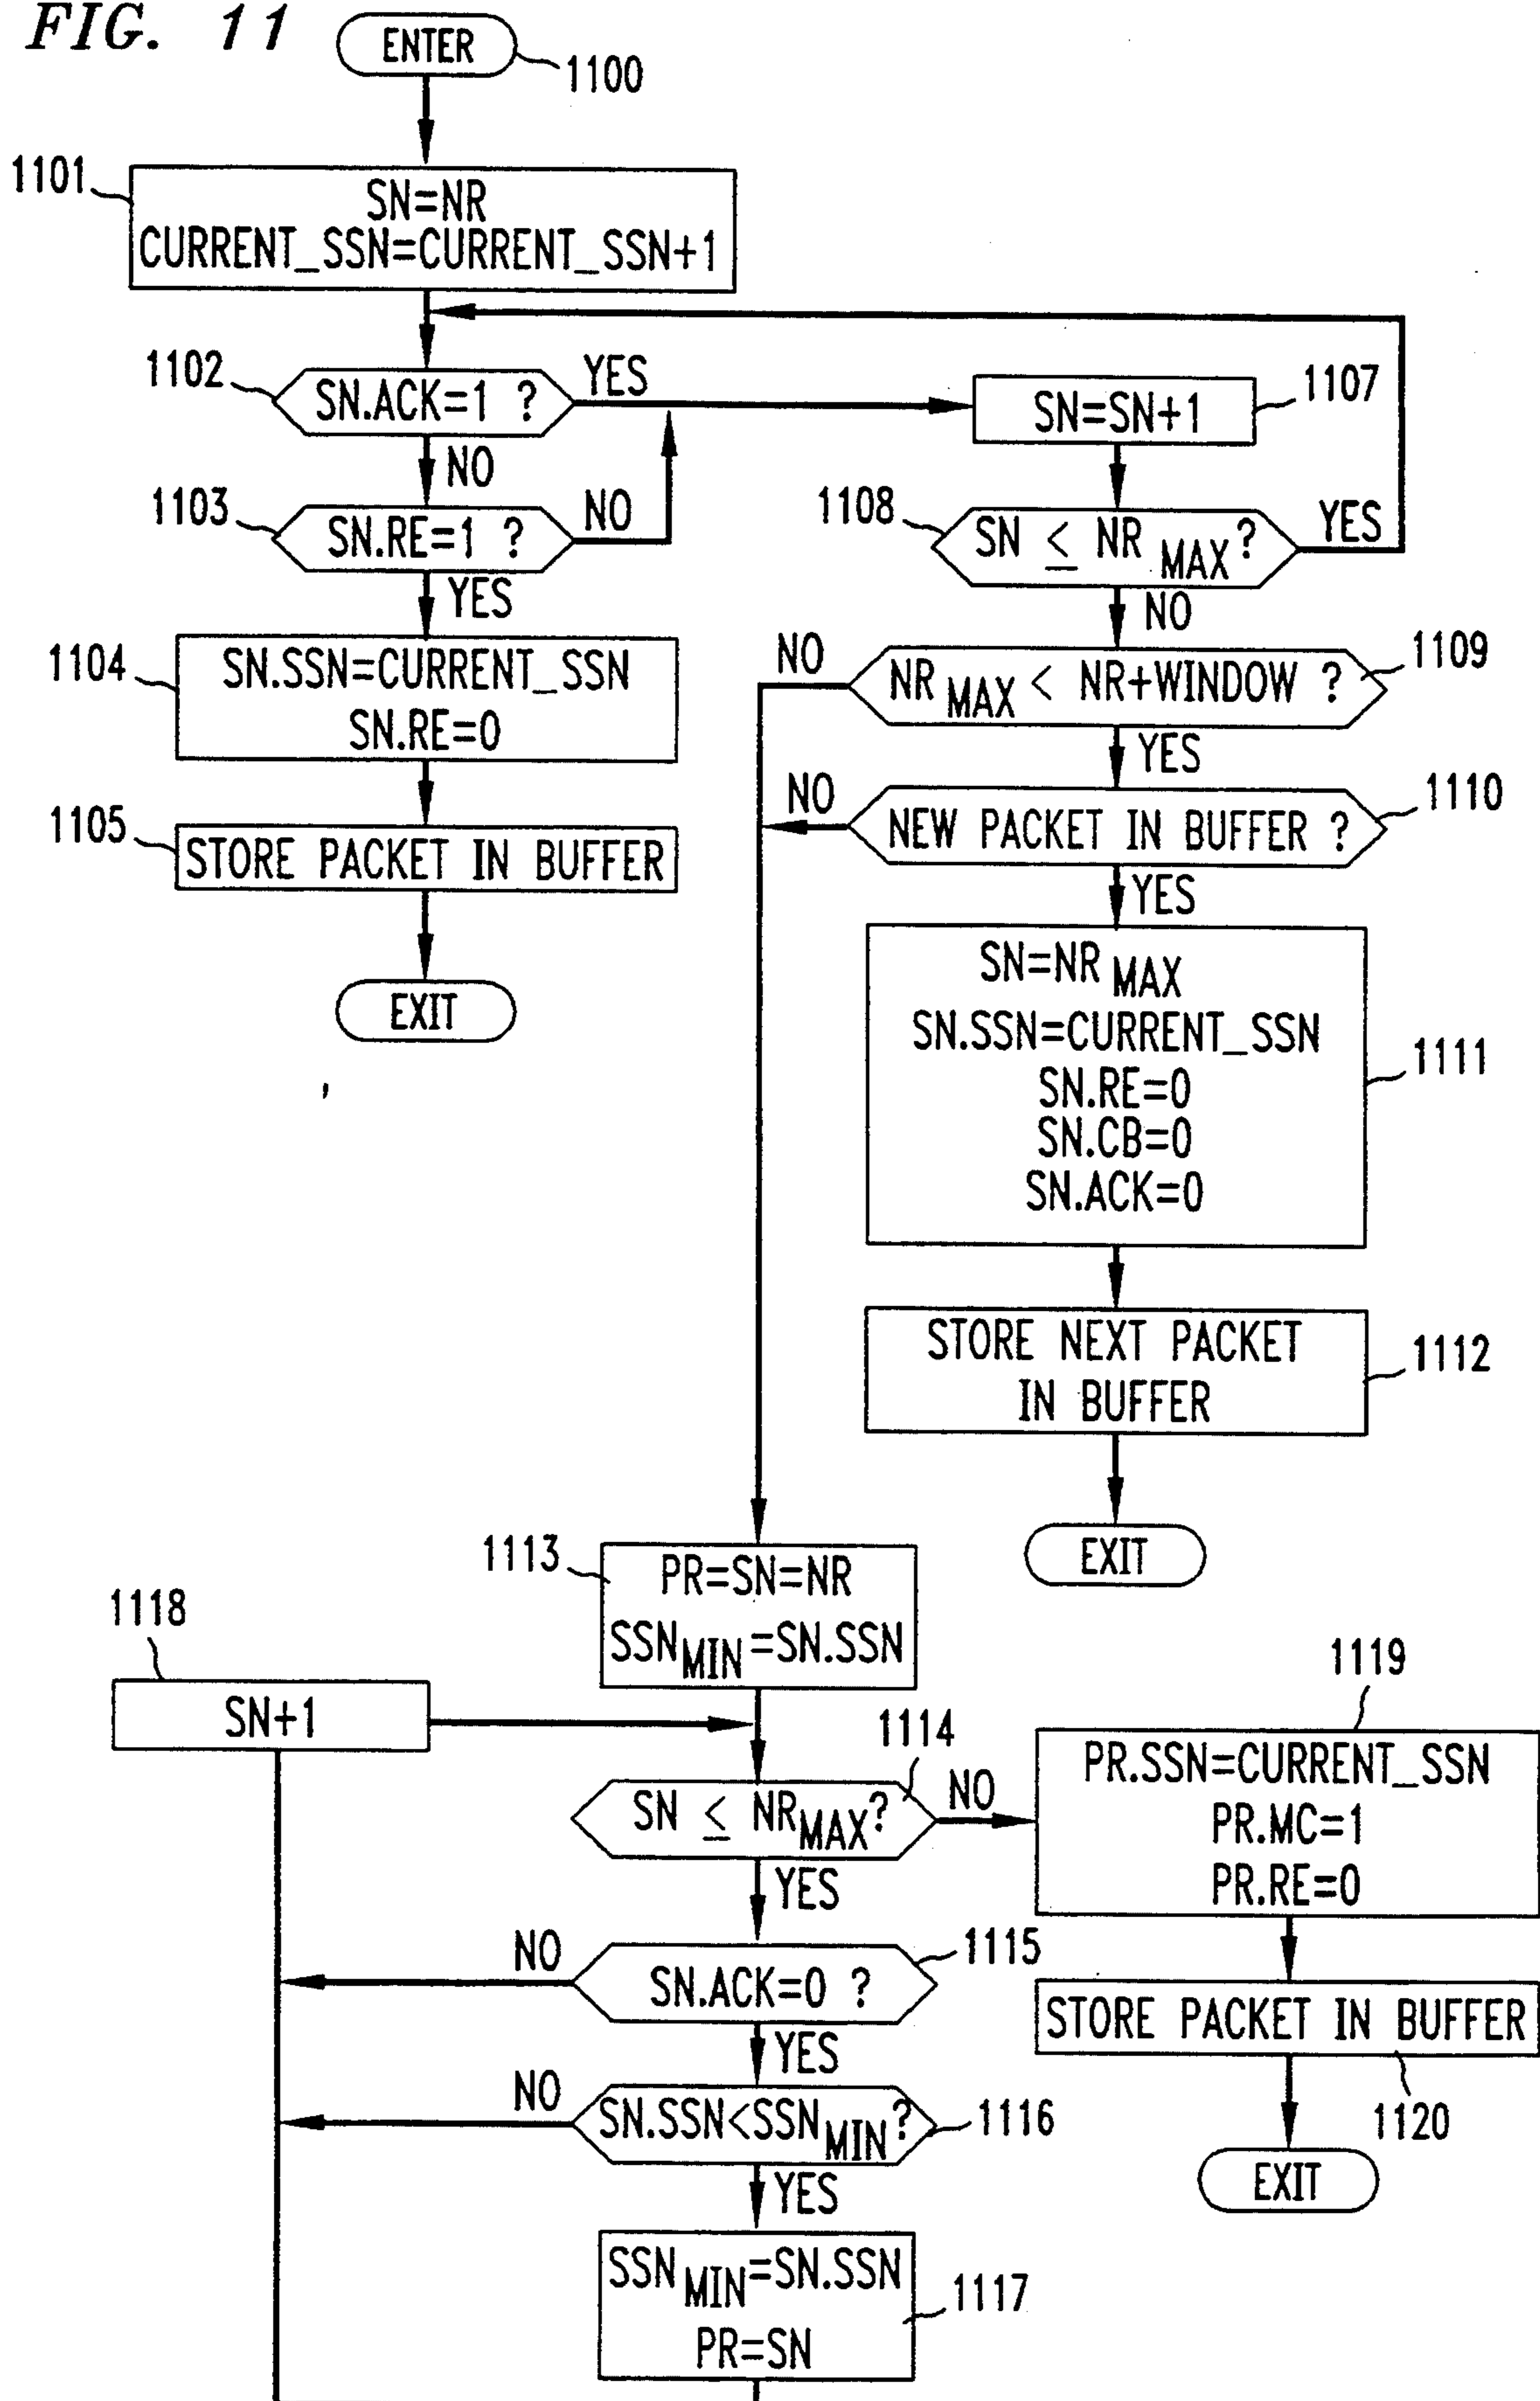 FIG. 11
ENTER
1100
1101
SN=NR
CURRENT_SSN=CURRENT_SSN+1
1102
SN.ACK=1 ?
YES
NO
1103
SN.RE=1 ?
NO
YES
1104
SN.SSN=CURRENT_SSN
SN.RE=0
1105
STORE PACKET IN BUFFER
EXIT
1107
SN=SN+1
1108
SN ≤ NR MAX?
YES
NO
1109
NR MAX < NR+WINDOW ?
NO
YES
1110
NEW PACKET IN BUFFER ?
NO
YES
1111
SN=NR MAX
SN.SSN=CURRENT_SSN
SN.RE=0
SN.CB=0
SN.ACK=0
1112
STORE NEXT PACKET
IN BUFFER
EXIT
1113
PR=SN=NR
SSN MIN =SN.SSN
1118
SN+1
1114
SN ≤ NR MAX?
NO
YES
1119
PR.SSN=CURRENT_SSN
PR.MC=1
PR.RE=0
1115
SN.ACK=0 ?
NO
YES
STORE PACKET IN BUFFER
1120
EXIT
1116
SN.SSN<SSN MIN?
NO
YES
SSN MIN=SN.SSN
PR=SN
1117